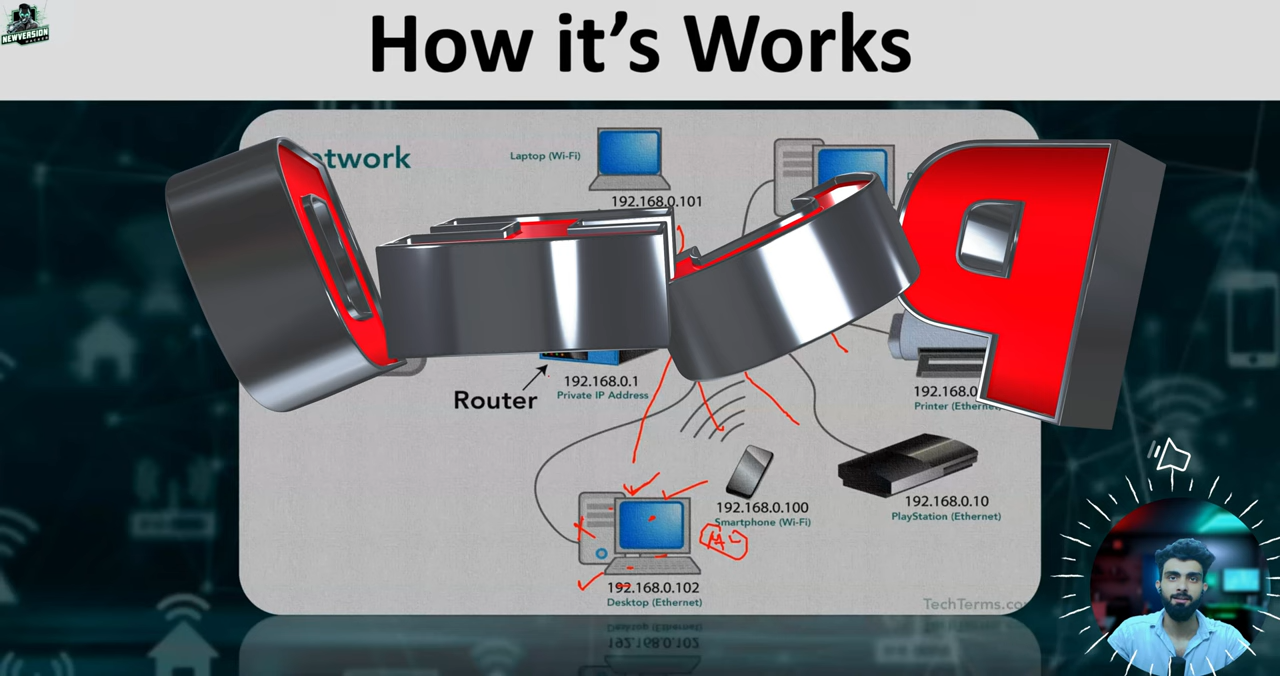 NEWVERSION
How it's Works
etwork
Laptop (Wi-Fi)
192.168.0.101
192.168.0.1
Private IP Address
Router
192.168.0
Printer (Ethernet)
192.168.0.100
Smartphone (Wi-Fi)
192.168.0.10
PlayStation (Ethernet)
192.168.0.102
Desktop (Ethernet)
TechTerms.co